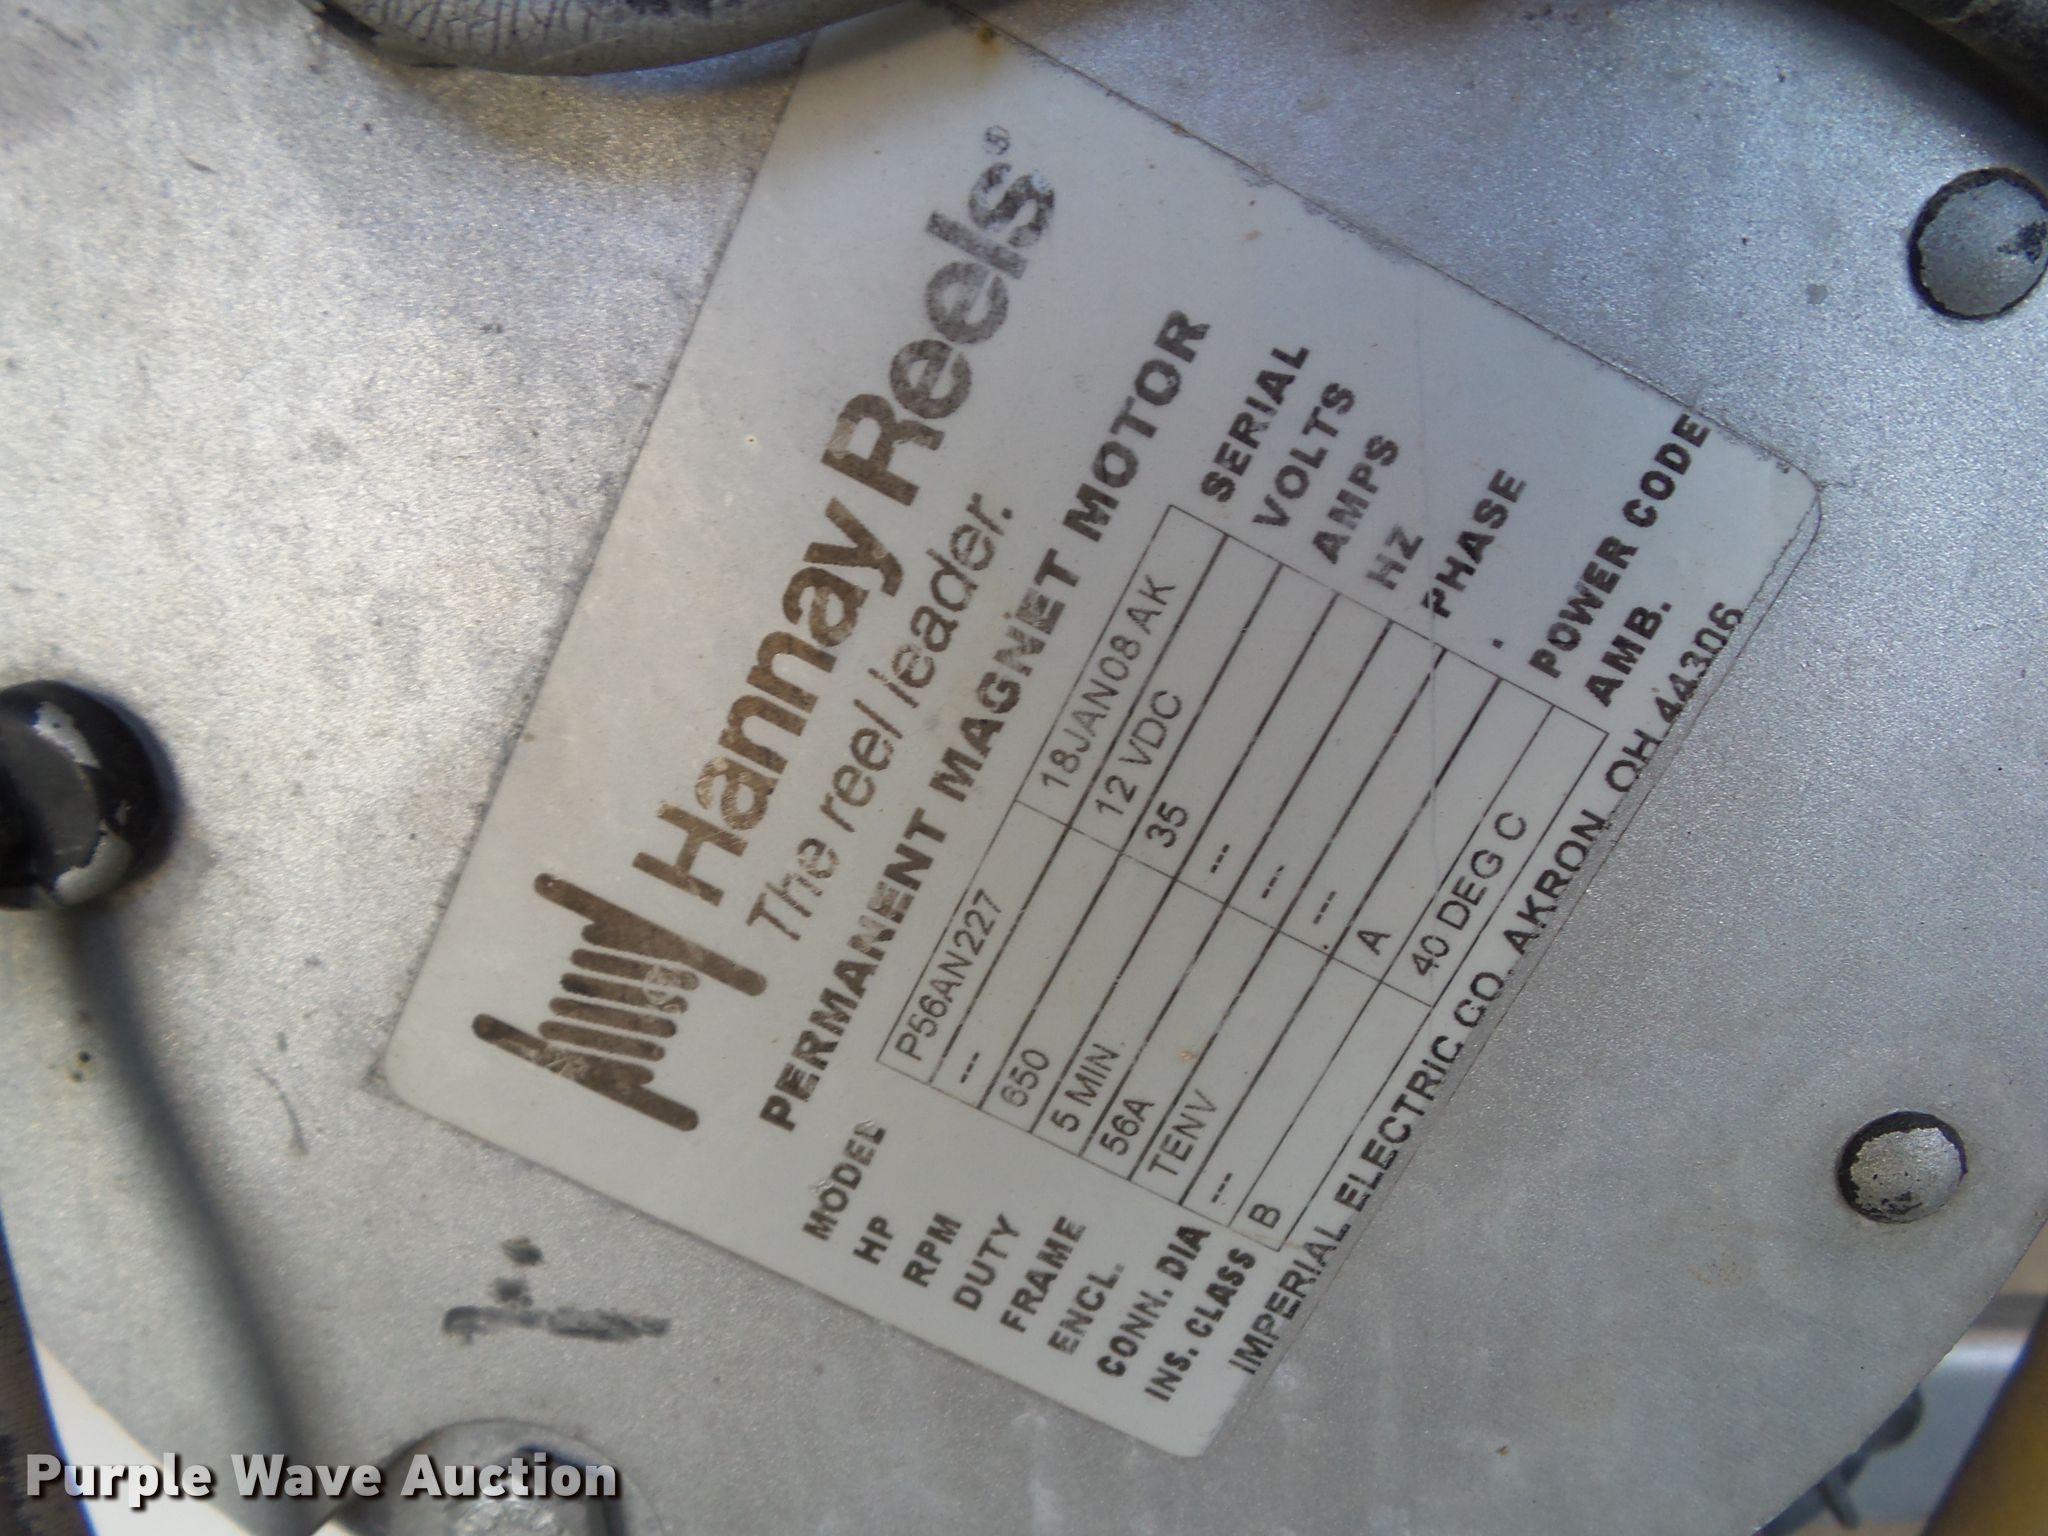 Hannay Reels®
The reel leader.
PERMANENT MAGNET MOTOR
MODEL P56AN227 18JAN08 AK SERIAL
HP --- 12 VDC VOLTS
RPM 650 35 AMPS
DUTY 5 MIN. --- HZ
FRAME 56A --- PHASE
ENCL. TENV --- .
CONN. DIA --- A POWER CODE
INS. CLASS B 40 DEG C AMB.
IMPERIAL ELECTRIC CO. AKRON, OH 44306
Purple Wave Auction